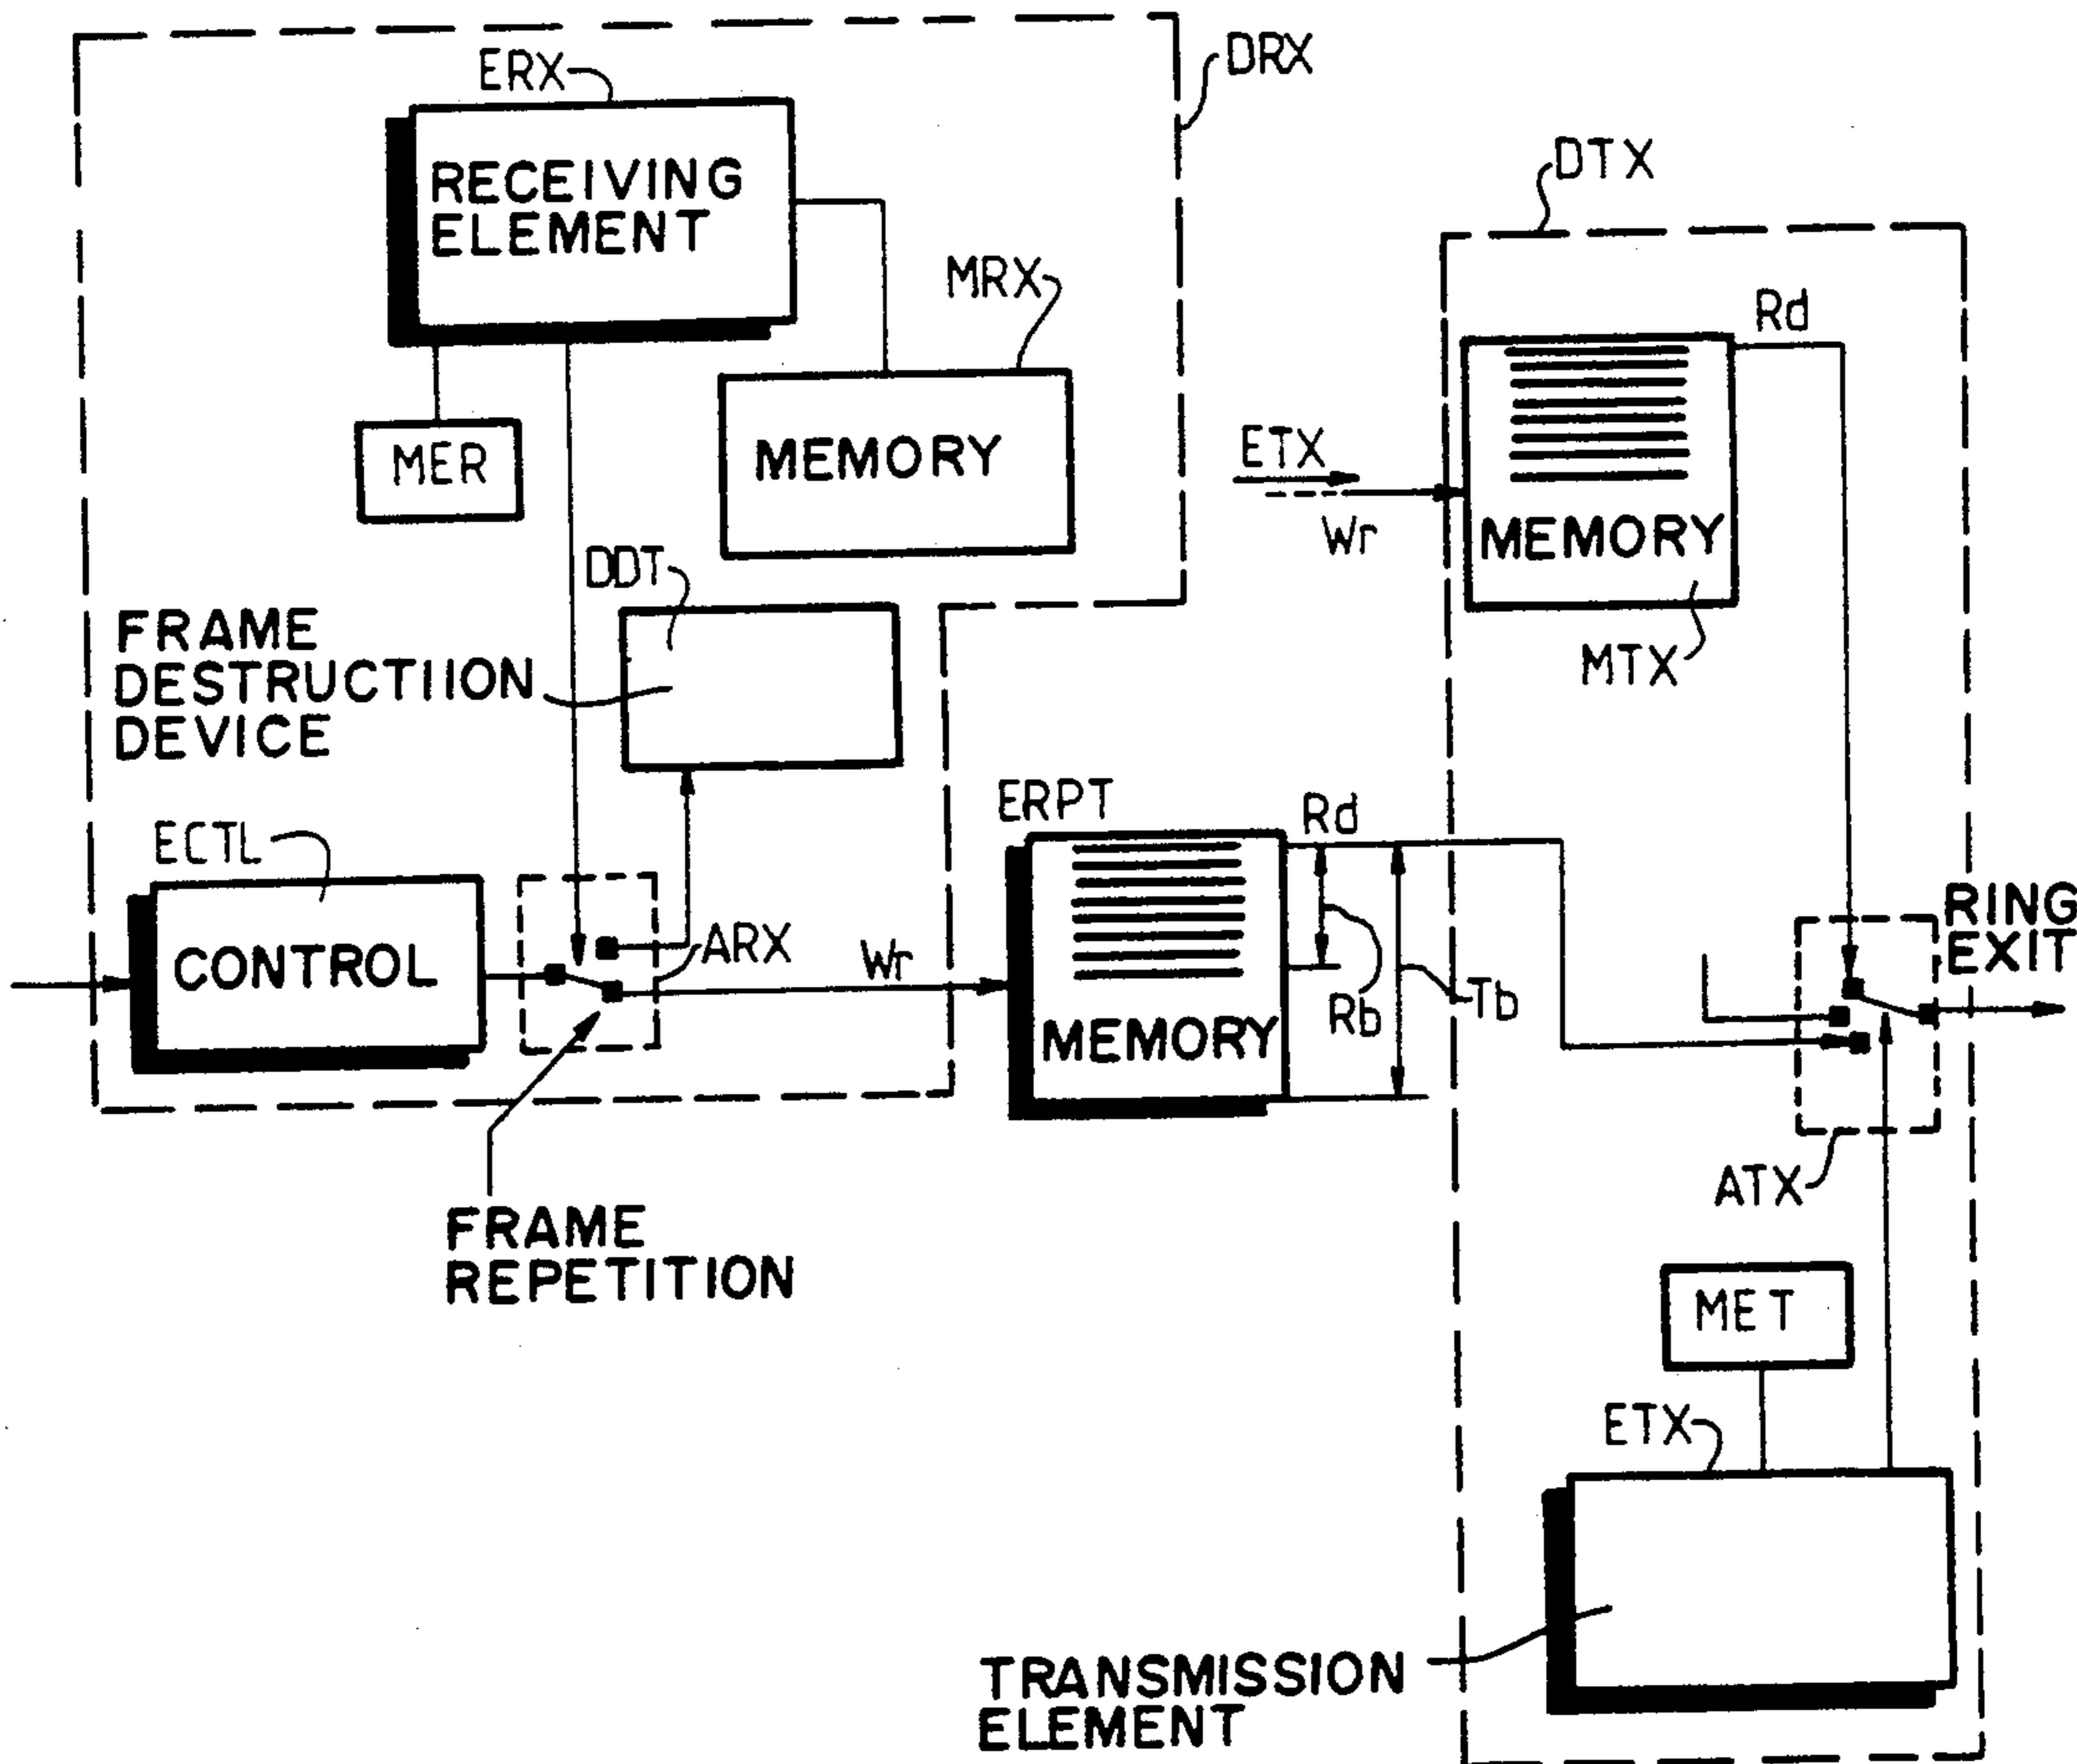 DRX
ERX
RECEIVING
ELEMENT
DTX
MRX
Rd
MER
MEMORY
ETX
Wr
MEMORY
DDT
MTX
FRAME
DESTRUCTIION
DEVICE
ERPT
Rd
ECTL
CONTROL
ARX
Wr
MEMORY
Rb
Tb
RING
EXIT
ATX
FRAME
REPETITION
MET
ETX
TRANSMISSION
ELEMENT